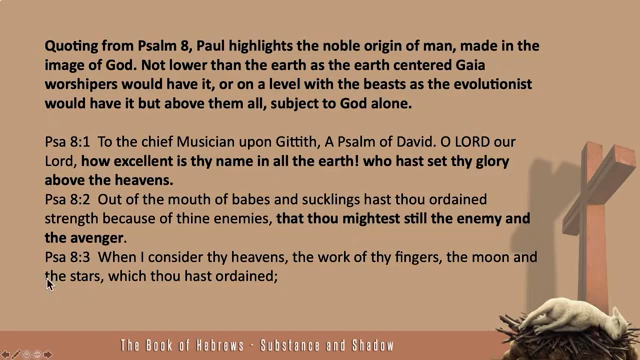 Quoting from Psalm 8, Paul highlights the noble origin of man, made in the
image of God. Not lower than the earth as the earth centered Gaia
worshipers would have it, or on a level with the beasts as the evolutionist
would have it but above them all, subject to God alone.
Psa 8:1 To the chief Musician upon Gittith, A Psalm of David. O LORD our
Lord, how excellent is thy name in all the earth! who hast set thy glory
above the heavens.
Psa 8:2 Out of the mouth of babes and sucklings hast thou ordained
strength because of thine enemies, that thou mightest still the enemy and
the avenger.
Psa 8:3 When I consider thy heavens, the work of thy fingers, the moon and
the stars, which thou hast ordained;
The Book of Hebrews - Substance and Shadow